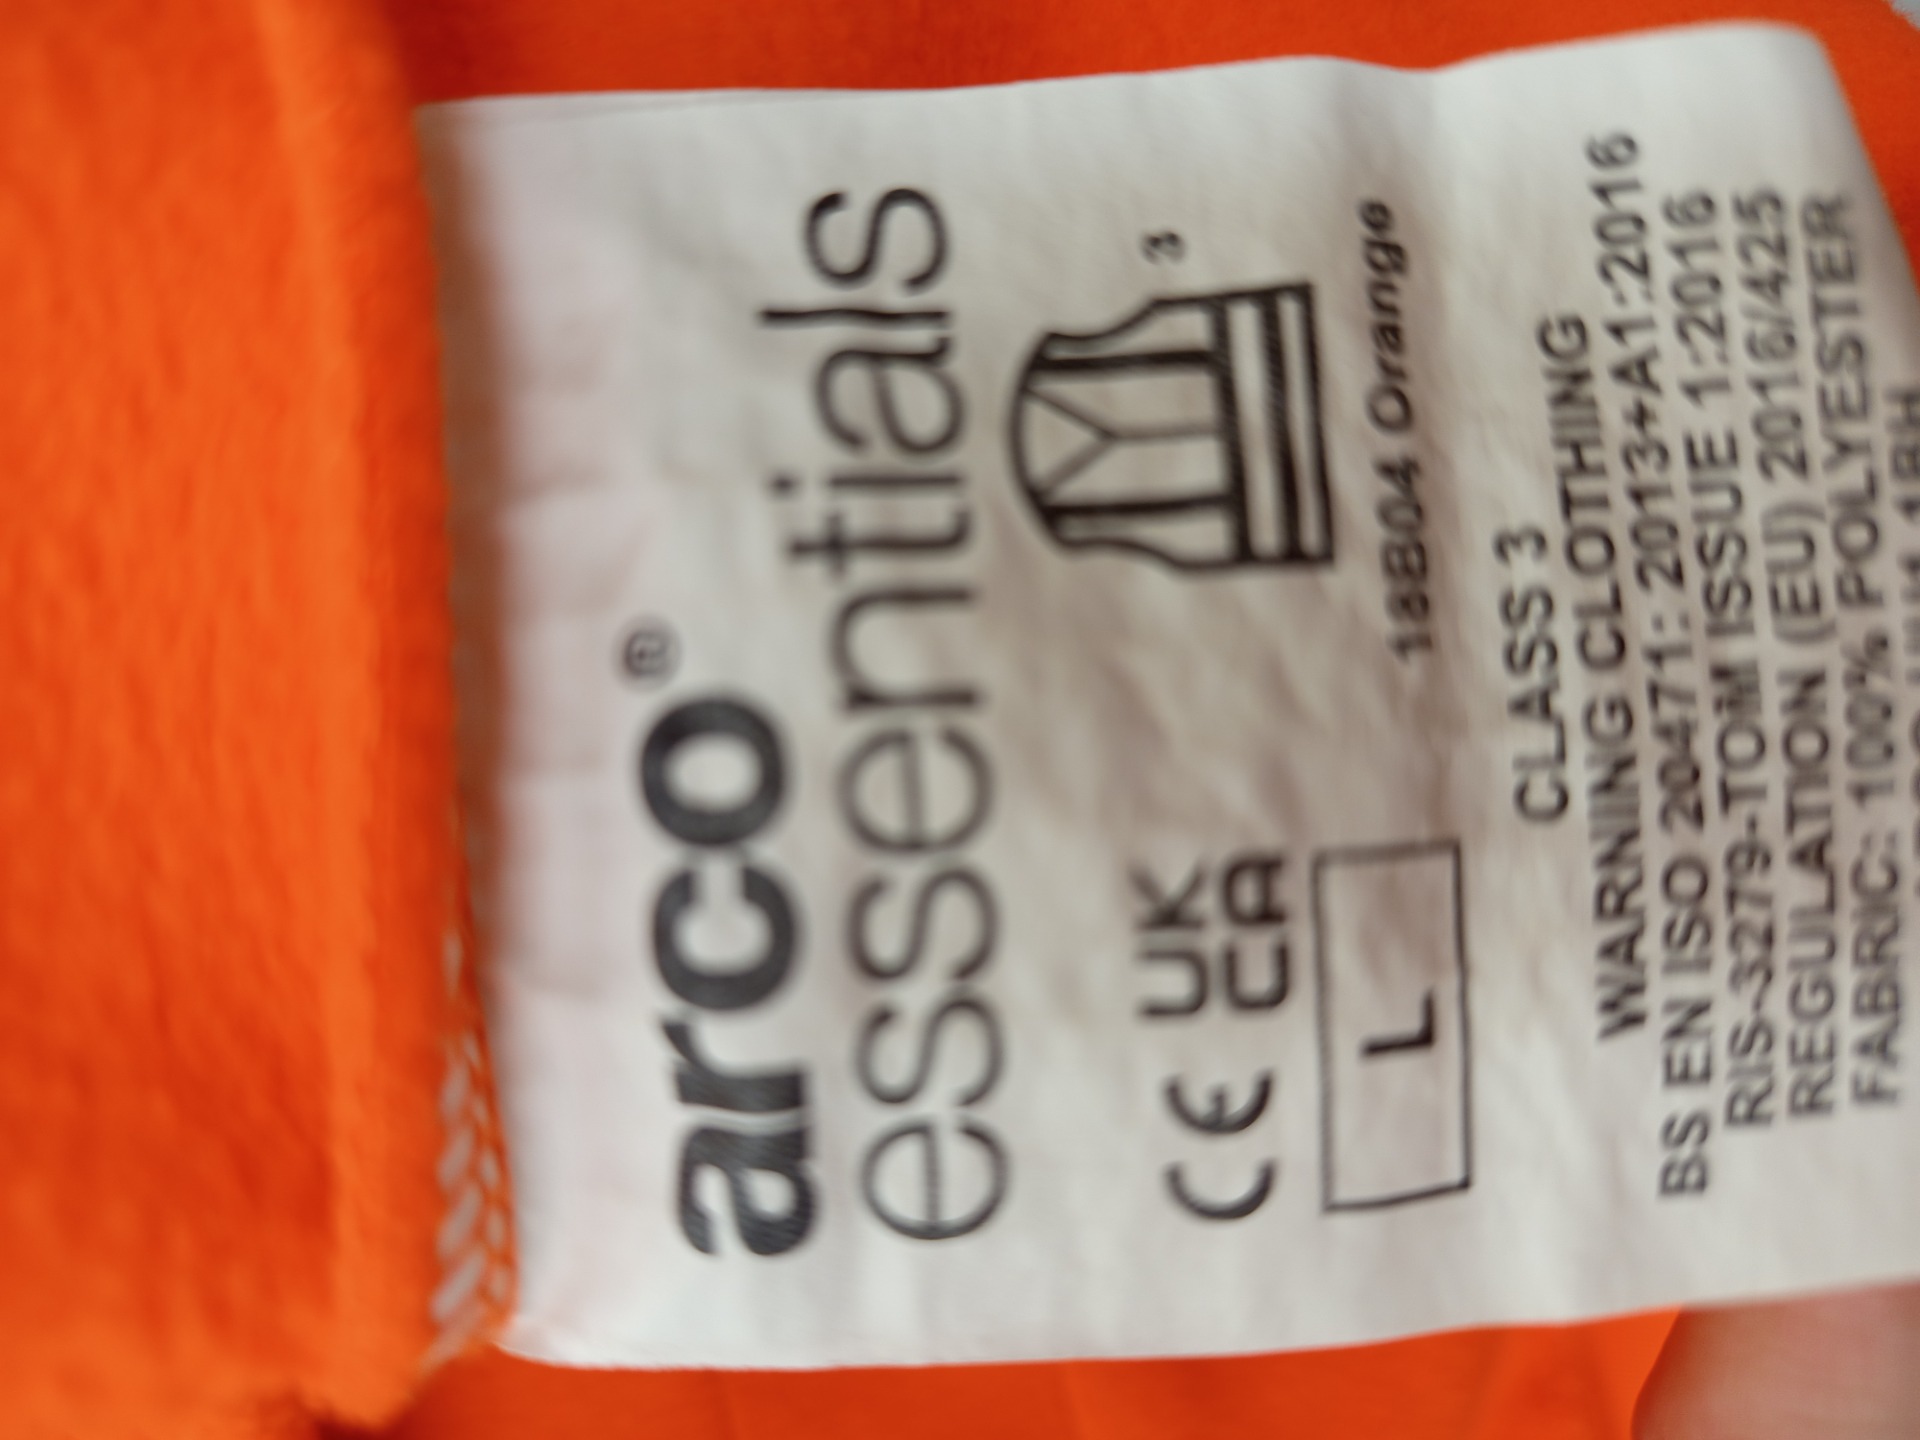 arco®
essentials
CE UK
CA
3
L
18B04 Orange
CLASS 3
WARNING CLOTHING
BS EN ISO 20471: 2013+A1:2016
RIS-3279-TOM ISSUE 1:2016
REGULATION (EU) 2016/425
FABRIC: 100% POLYESTER